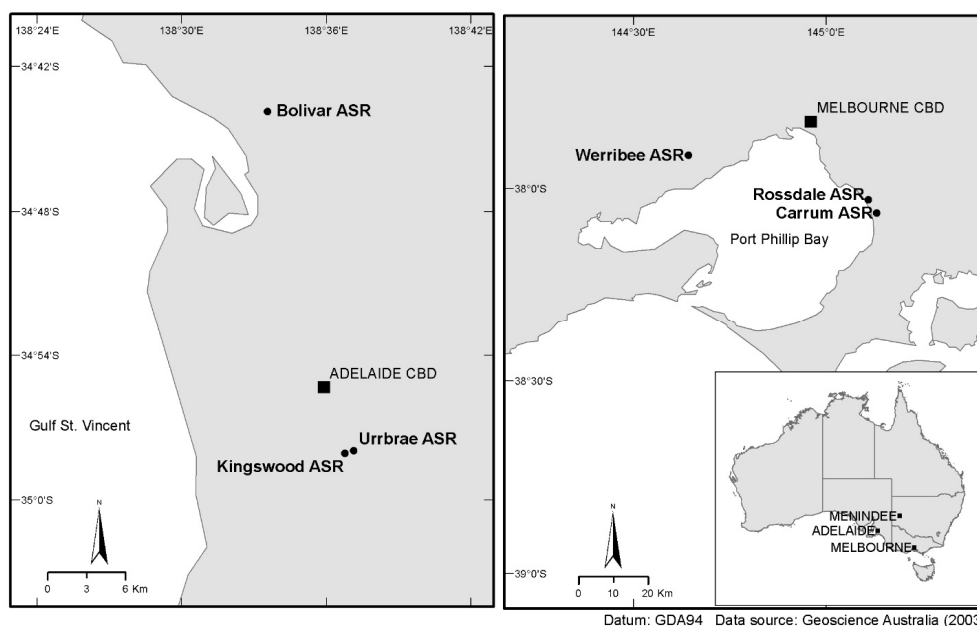 138°24'E 138°30'E 138°36'E 138°42'E
34°42'S
34°48'S
34°54'S
35°0'S
Bolivar ASR
ADELAIDE CBD
Gulf St. Vincent
Urrbrae ASR
Kingswood ASR
N
0 3 6 Km
144°30'E 145°0'E
38°0'S
38°30'S
39°0'S
MELBOURNE CBD
Werribee ASR
Rossdale ASR
Carrum ASR
Port Phillip Bay
N
0 10 20 Km
MENINDEE
ADELAIDE
MELBOURNE
Datum: GDA94 Data source: Geoscience Australia (2003